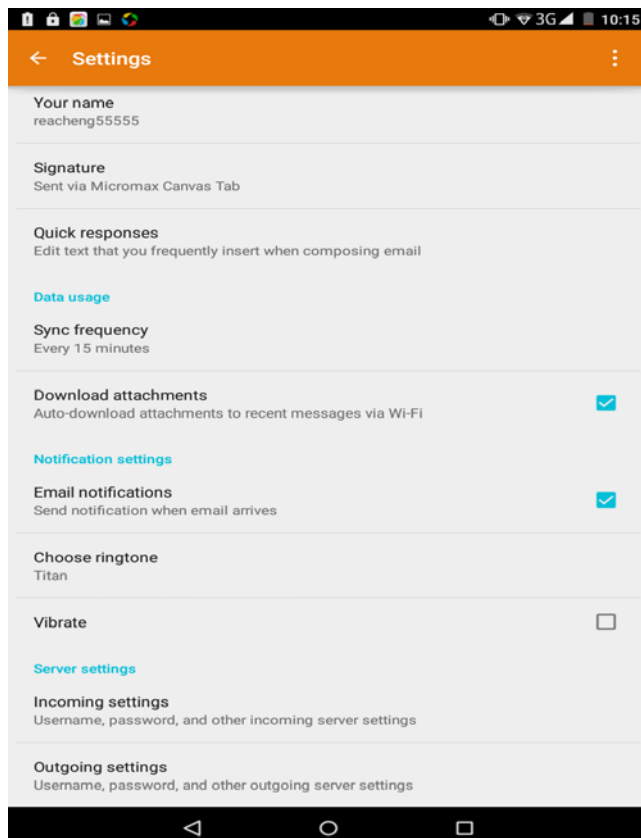 3G 10:15
Settings
Your name
reacheng55555
Signature
Sent via Micromax Canvas Tab
Quick responses
Edit text that you frequently insert when composing email
Data usage
Sync frequency
Every 15 minutes
Download attachments
Auto-download attachments to recent messages via Wi-Fi
Notification settings
Email notifications
Send notification when email arrives
Choose ringtone
Titan
Vibrate
Server settings
Incoming settings
Username, password, and other incoming server settings
Outgoing settings
Username, password, and other outgoing server settings